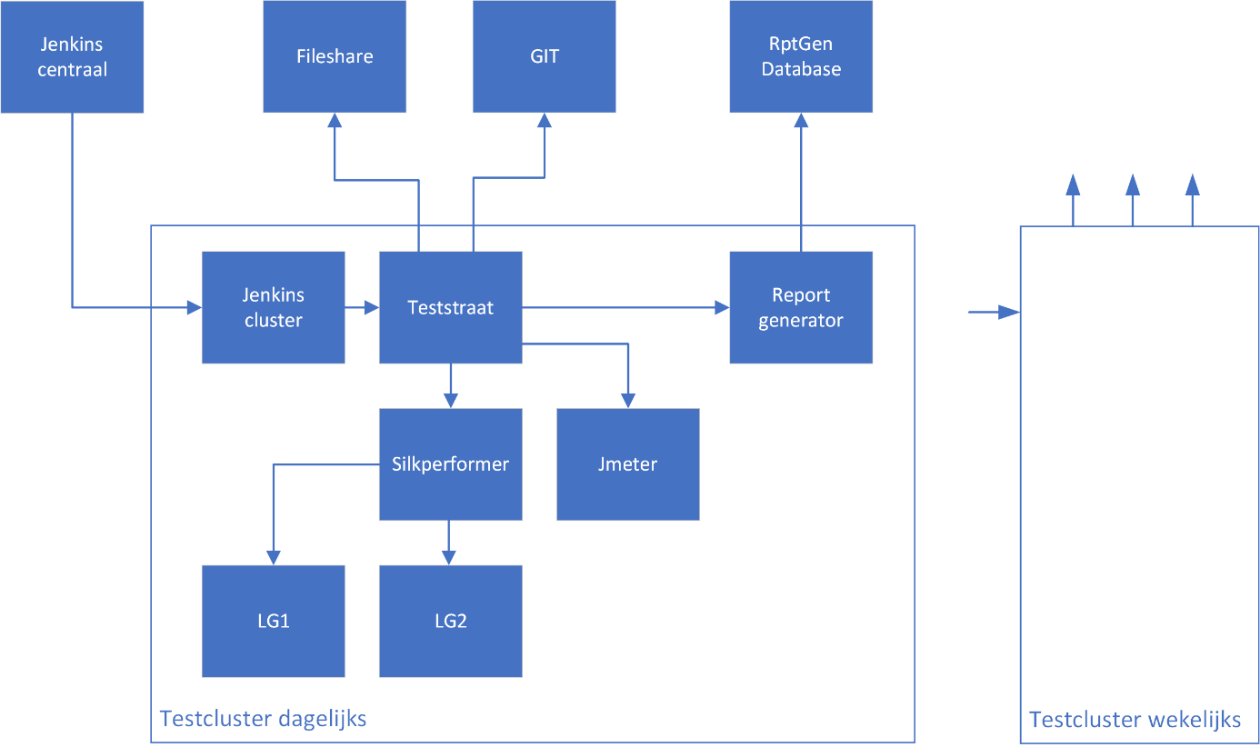 Jenkins
centraal
Fileshare
GIT
RptGen
Database
Jenkins
cluster
Teststraat
Report
generator
Silkperformer
Jmeter
LG1
LG2
Testcluster dagelijks
Testcluster wekelijks